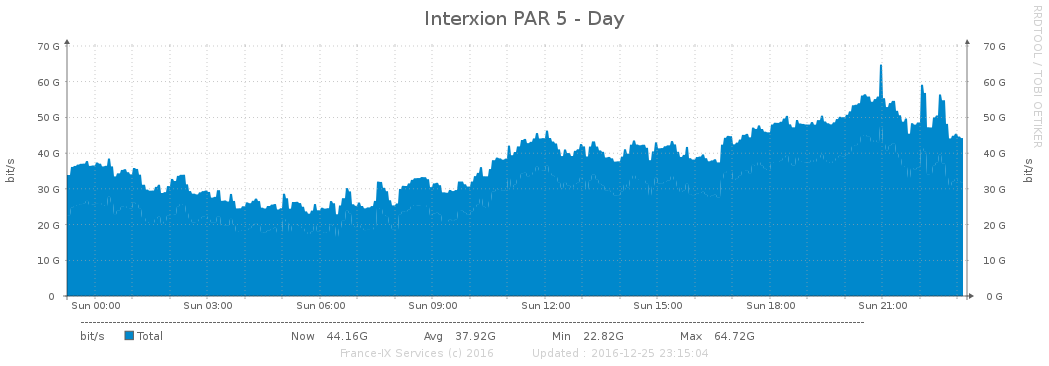 Interxion PAR 5 - Day
RRDTOOL / TOBI OETIKER
bit/s
70 G 70 G
60 G 60 G
50 G 50 G
40 G 40 G
30 G 30 G
20 G 20 G
10 G 10 G
0 0 G
bit/s
Sun 00:00 Sun 03:00 Sun 06:00 Sun 09:00 Sun 12:00 Sun 15:00 Sun 18:00 Sun 21:00
bit/s Total Now 44.16G Avg 37.92G Min 22.82G Max 64.72G
France-IX Services (c) 2016 Updated : 2016-12-25 23:15:04